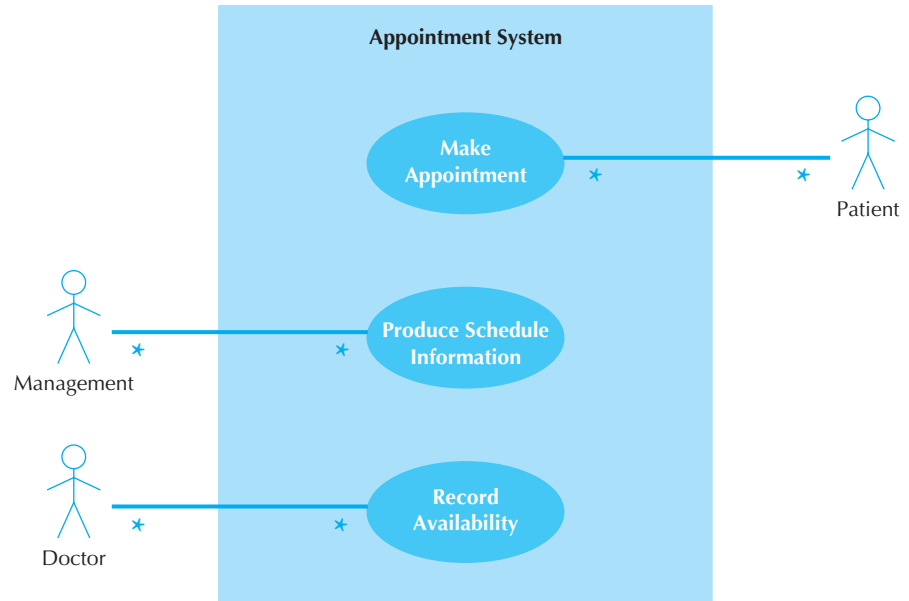 Appointment System
Make
Appointment
*
*
Patient
Produce Schedule
Information
*
*
Management
Record
Availability
*
*
Doctor